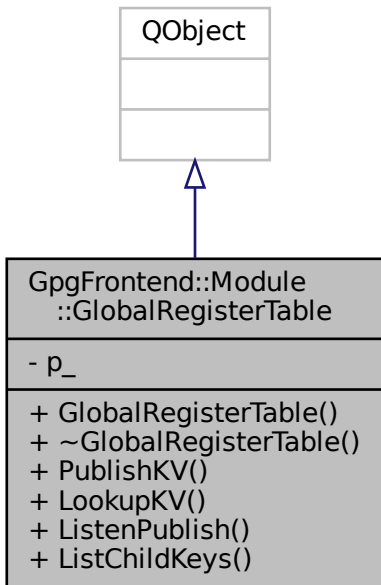 QObject
GpgFrontend::Module
::GlobalRegisterTable
- p_
+ GlobalRegisterTable()
+ ~GlobalRegisterTable()
+ PublishKV()
+ LookupKV()
+ ListenPublish()
+ ListChildKeys()